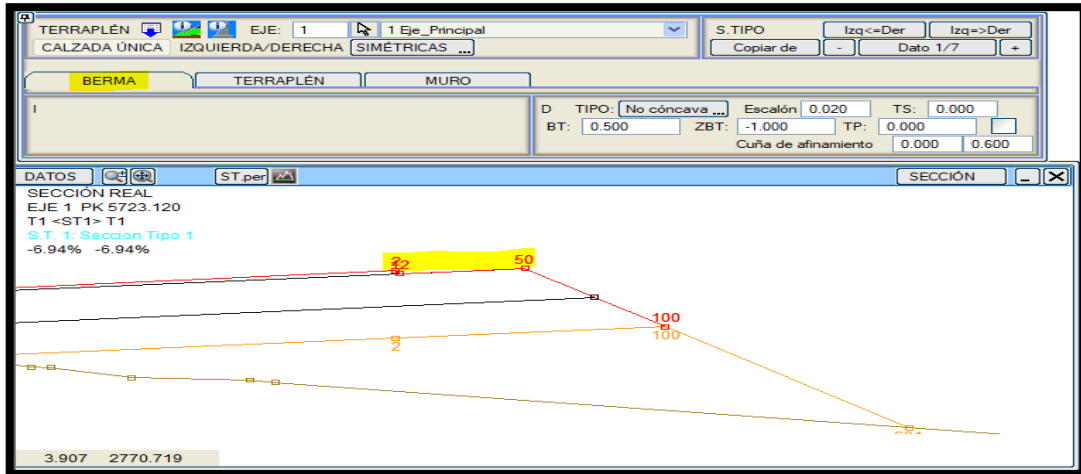 TERRAPLÉN EJE: 1 1 Eje_Principal S.TIPO Izq<=Der Izq=>Der
CALZADA ÚNICA IZQUIERDA/DERECHA SIMÉTRICAS ... Copiar de - Dato 1/7 +
BERMA TERRAPLÉN MURO
I D TIPO: No cóncava ... Escalón 0.020 TS: 0.000
BT: 0.500 ZBT: -1.000 TP: 0.000
Cuña de afinamiento 0.000 0.600
DATOS ST.per SECCIÓN
SECCIÓN REAL
EJE 1 PK 5723.120
T1 <ST1> T1
S.T. 1: Seccion Tipo 1
-6.94% -6.94%
2 12 50
100
100
2
3.907 2770.719